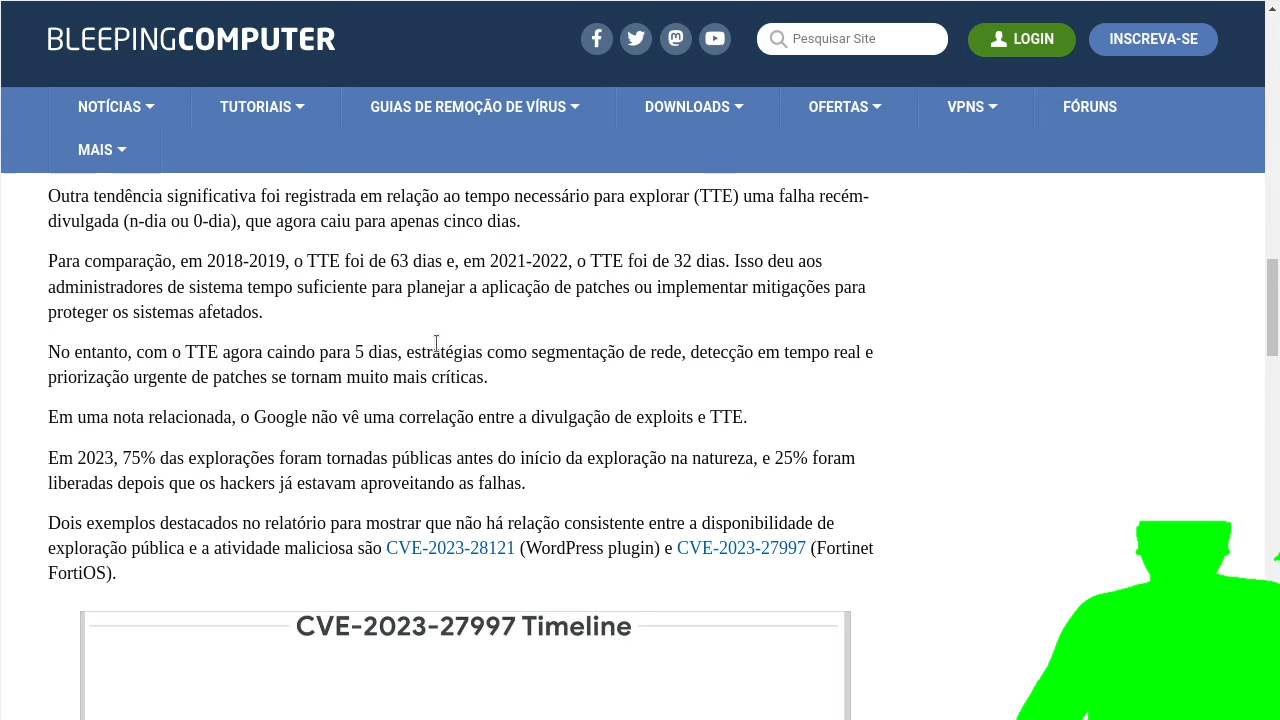 BLEEPINGCOMPUTER
Pesquisar Site
LOGIN
INSCREVA-SE
NOTÍCIAS
TUTORIAIS
GUIAS DE REMOÇÃO DE VÍRUS
DOWNLOADS
OFERTAS
VPNS
FÓRUNS
MAIS
Outra tendência significativa foi registrada em relação ao tempo necessário para explorar (TTE) uma falha recém-
divulgada (n-dia ou 0-dia), que agora caiu para apenas cinco dias.
Para comparação, em 2018-2019, o TTE foi de 63 dias e, em 2021-2022, o TTE foi de 32 dias. Isso deu aos
administradores de sistema tempo suficiente para planejar a aplicação de patches ou implementar mitigações para
proteger os sistemas afetados.
No entanto, com o TTE agora caindo para 5 dias, estratégias como segmentação de rede, detecção em tempo real e
priorização urgente de patches se tornam muito mais críticas.
Em uma nota relacionada, o Google não vê uma correlação entre a divulgação de exploits e TTE.
Em 2023, 75% das explorações foram tornadas públicas antes do início da exploração na natureza, e 25% foram
liberadas depois que os hackers já estavam aproveitando as falhas.
Dois exemplos destacados no relatório para mostrar que não há relação consistente entre a disponibilidade de
exploração pública e a atividade maliciosa são CVE-2023-28121 (WordPress plugin) e CVE-2023-27997 (Fortinet
FortiOS).
CVE-2023-27997 Timeline